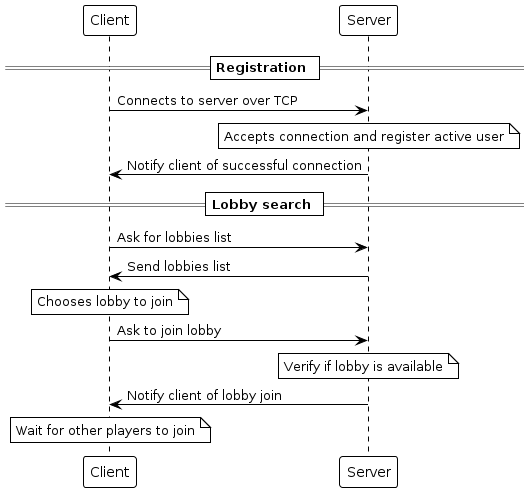 Client
Server
Registration
Connects to server over TCP
Accepts connection and register active user
Notify client of successful connection
Lobby search
Ask for lobbies list
Send lobbies list
Chooses lobby to join
Ask to join lobby
Verify if lobby is available
Notify client of lobby join
Wait for other players to join
Client
Server